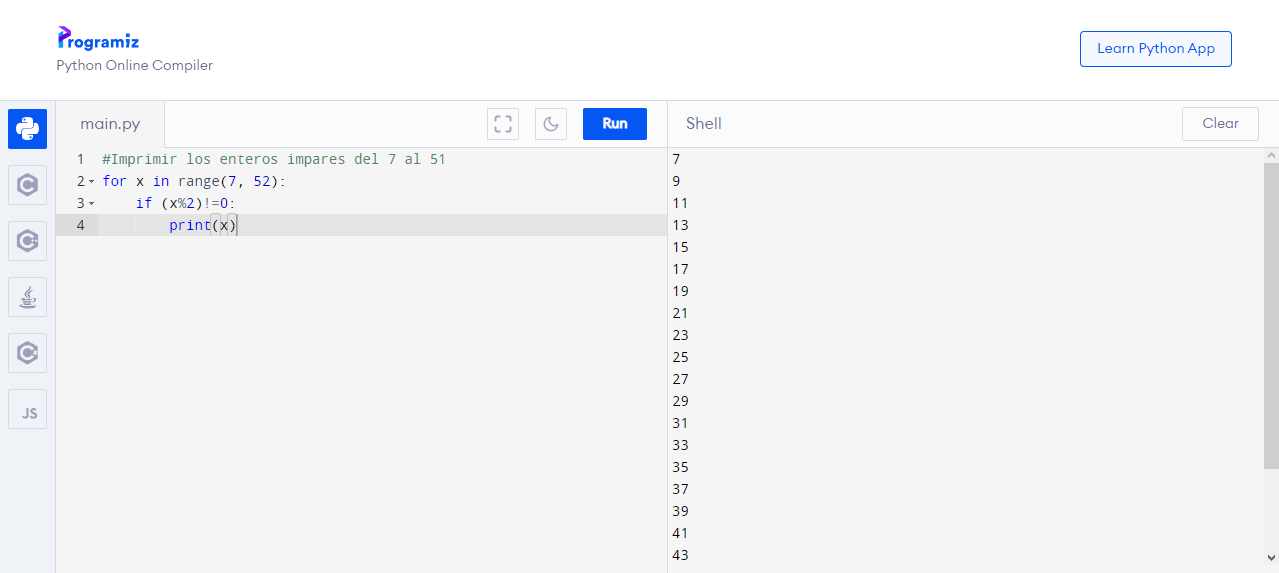 Programiz
Python Online Compiler
Learn Python App
main.py
Run
Shell
Clear
1 #Imprimir los enteros impares del 7 al 51
2 for x in range(7, 52):
3 if (x%2)!=0:
4 print(x)
C
C++
C#
JS
7
9
11
13
15
17
19
21
23
25
27
29
31
33
35
37
39
41
43